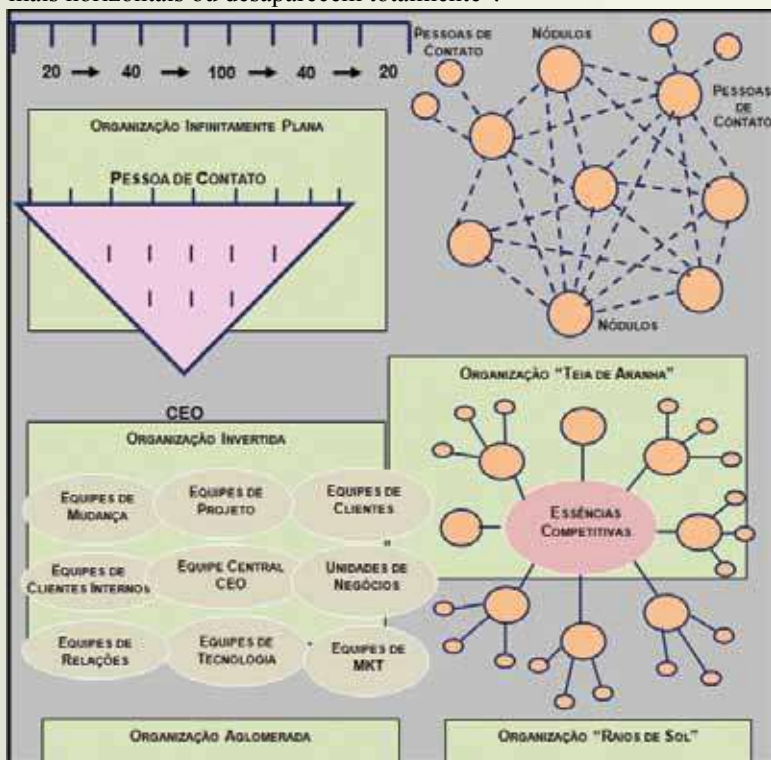 mais horizontais ou desaparecem totalmente".
20 → 40 → 100 → 40 → 20
ORGANIZAÇÃO INFINITAMENTE PLANA
PESSOA DE CONTATO
CEO
ORGANIZAÇÃO INVERTIDA
PESSOAS DE
CONTATO
NÓDULOS
PESSOAS
DE
CONTATO
NÓDULOS
ORGANIZAÇÃO "TEIA DE ARANHA"
EQUIPES DE
MUDANÇA
EQUIPES DE
PROJETO
EQUIPES DE
CLIENTES
EQUIPES DE
CLIENTES INTERNOS
EQUIPE CENTRAL
CEO
UNIDADES DE
NEGÓCIOS
EQUIPES DE
RELAÇÕES
EQUIPES DE
TECNOLOGIA
EQUIPES DE
MKT
ORGANIZAÇÃO AGLOMERADA
ESSÊNCIAS
COMPETITIVAS
ORGANIZAÇÃO "RAIOS DE SOL"